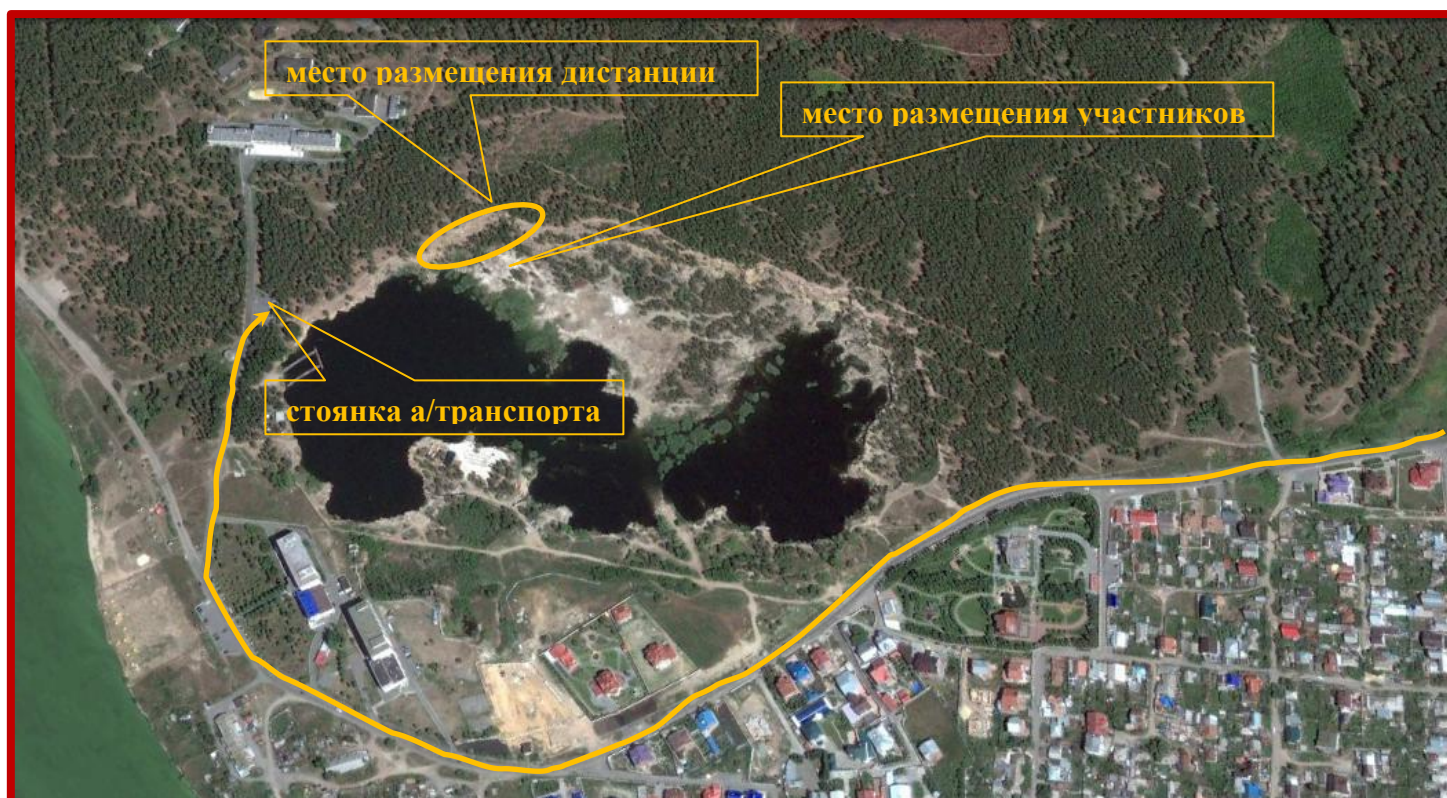 место размещения дистанции
место размещения участников
стоянка а/транспорта